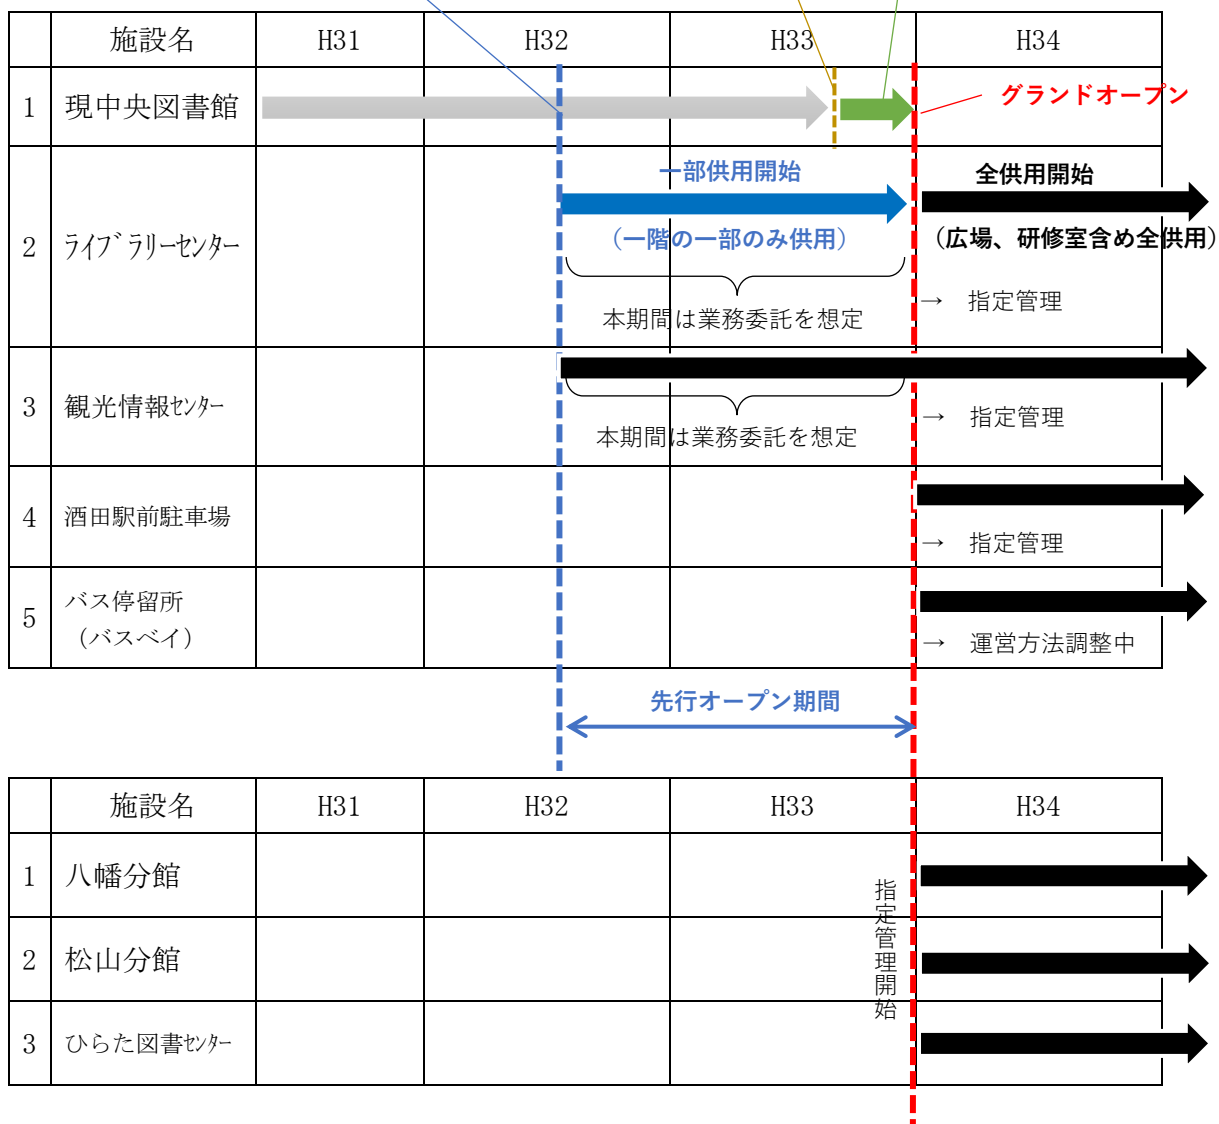 施設名 H31 H32 H33 H34
1 現中央図書館 グランドオープン
一部供用開始 全供用開始
2 ライブラリーセンター (一階の一部のみ供用) (広場、研修室含め全供用)
本期間は業務委託を想定 → 指定管理
3 観光情報センター → 指定管理
本期間は業務委託を想定
4 酒田駅前駐車場 → 指定管理
5 バス停留所
(バスベイ) → 運営方法調整中
先行オープン期間
施設名 H31 H32 H33 H34
1 八幡分館
指定管理開始
2 松山分館
3 ひらた図書センター